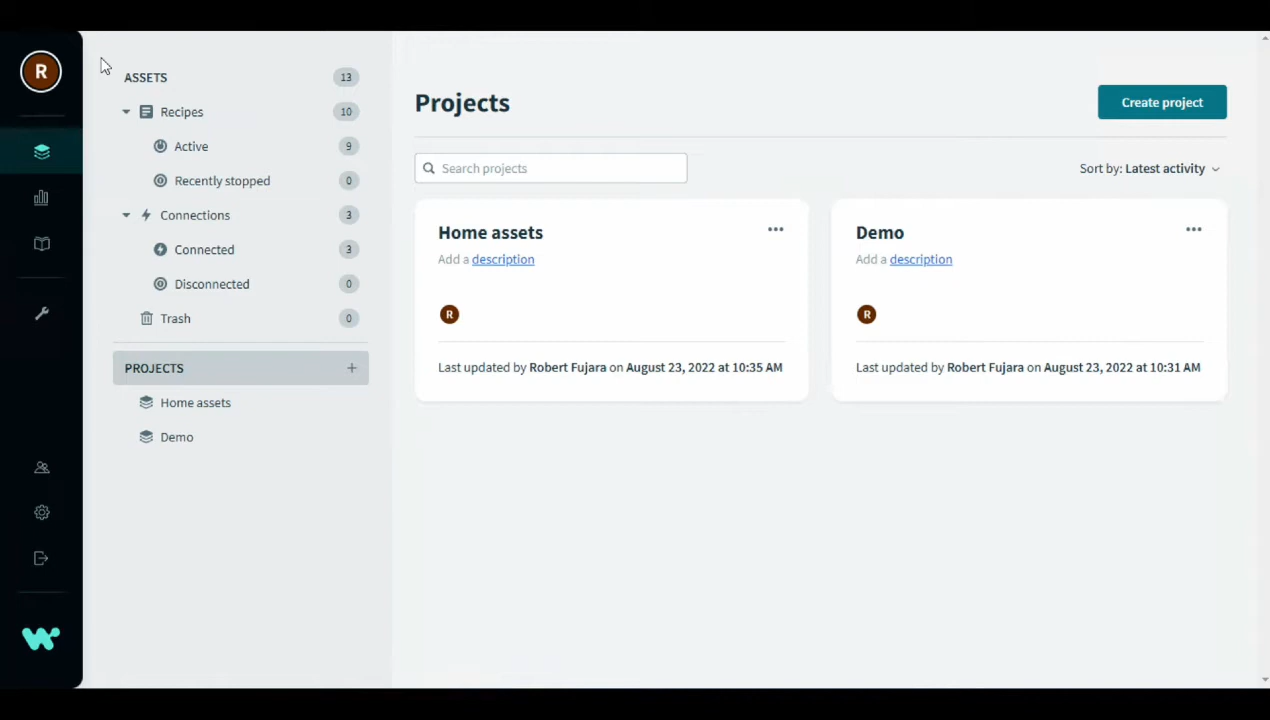 R
ASSETS 13
Recipes 10
Active 9
Recently stopped 0
Connections 3
Connected 3
Disconnected 0
Trash 0
PROJECTS +
Home assets
Demo
Projects
Create project
Search projects
Sort by: Latest activity
Home assets
Add a description
R
Last updated by Robert Fujara on August 23, 2022 at 10:35 AM
Demo
Add a description
R
Last updated by Robert Fujara on August 23, 2022 at 10:31 AM